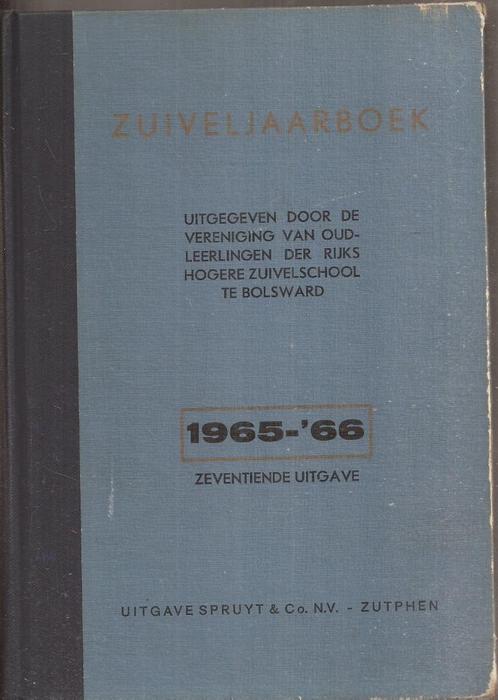 ZUIVELJAARBOEK
UITGEGEVEN DOOR DE
VERENIGING VAN OUD-
LEERLINGEN DER RIJKS
HOGERE ZUIVELSCHOOL
TE BOLSWARD
1965-'66
ZEVENTIENDE UITGAVE
UITGAVE SPRUYT & Co. N.V. - ZUTPHEN